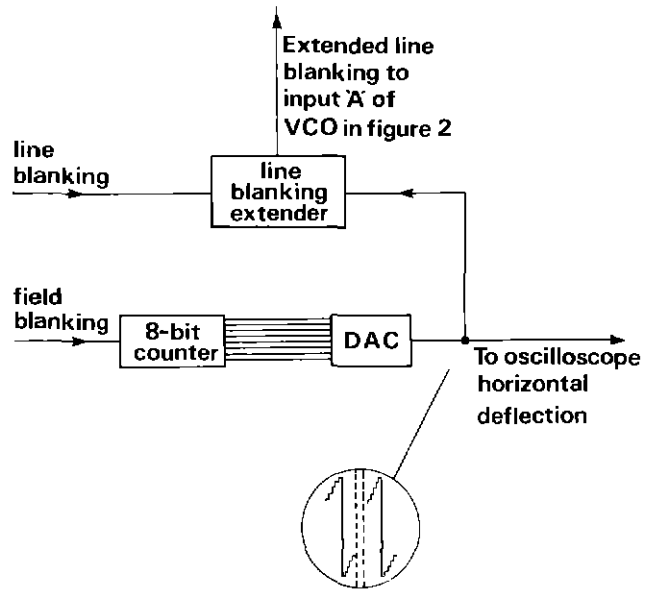 Extended line
blanking to
input 'A' of
VCO in figure 2
line
blanking
line
blanking
extender
field
blanking
8-bit
counter
DAC
To oscilloscope
horizontal
deflection